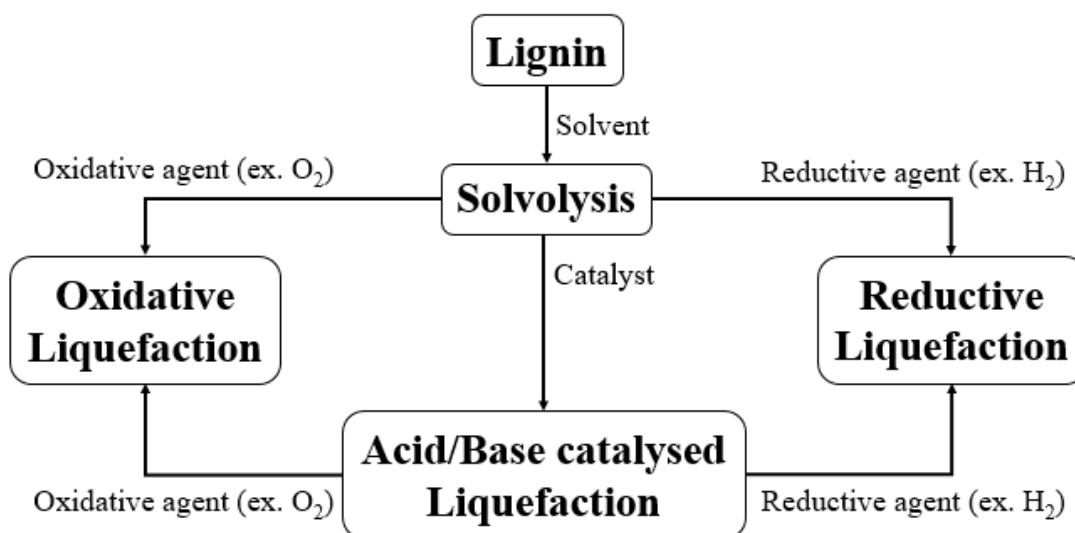 Lignin
Solvent
Oxidative agent (ex. O₂)
Reductive agent (ex. H₂)
Solvolysis
Catalyst
Oxidative
Liquefaction
Reductive
Liquefaction
Acid/Base catalysed
Liquefaction
Oxidative agent (ex. O₂)
Reductive agent (ex. H₂)